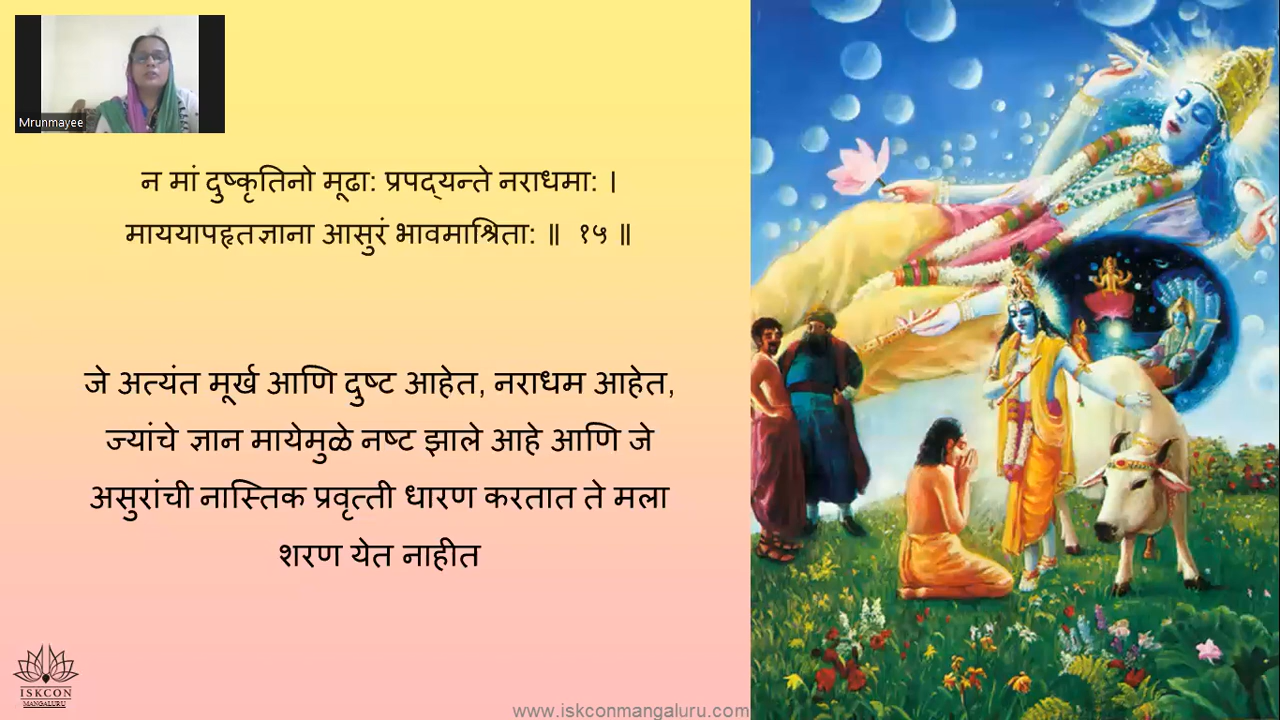 Mrunmayee
न मां दुष्कृतिनो मूढा: प्रपद्यन्ते नराधमा: ।
माययापहृतज्ञाना आसुरं भावमाश्रिता: ॥ १५ ॥
जे अत्यंत मूर्ख आणि दुष्ट आहेत, नराधम आहेत,
ज्यांचे ज्ञान मायेमुळे नष्ट झाले आहे आणि जे
असुरांची नास्तिक प्रवृत्ती धारण करतात ते मला
शरण येत नाहीत
ISKCON
MANGALURU
www.iskconmangaluru.com